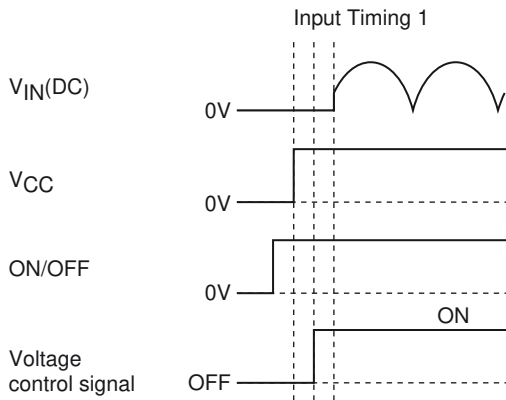 Input Timing 1
VIN(DC)
0V
VCC
0V
ON/OFF
0V
ON
Voltage
control signal
OFF